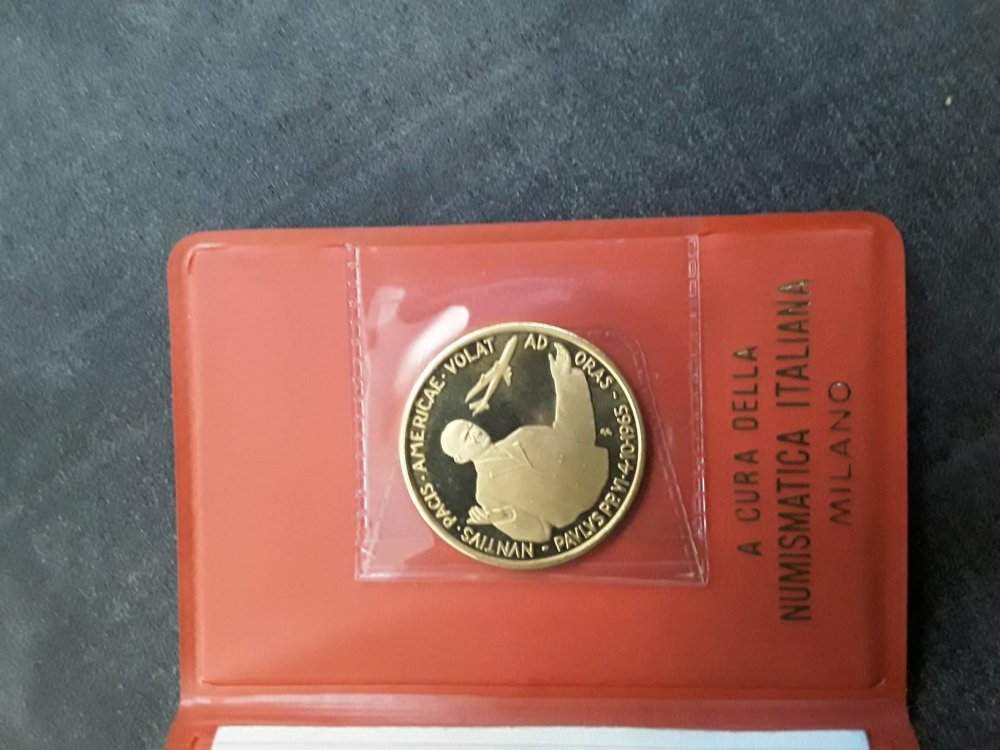 NVNTIVS · PACIS · AMERICAE · VOLAT AD ORAS -
PAVLVS PP. VI · 4·10·1965
A CURA DELLA
NUMISMATICA ITALIANA
MILANO